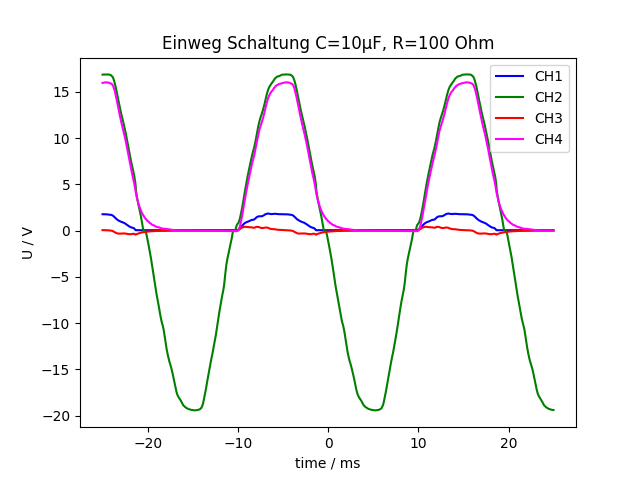 Einweg Schaltung C=10μF, R=100 Ohm
CH1
CH2
CH3
CH4
15
10
5
0
−5
−10
−15
−20
U / V
−20
−10
0
10
20
time / ms